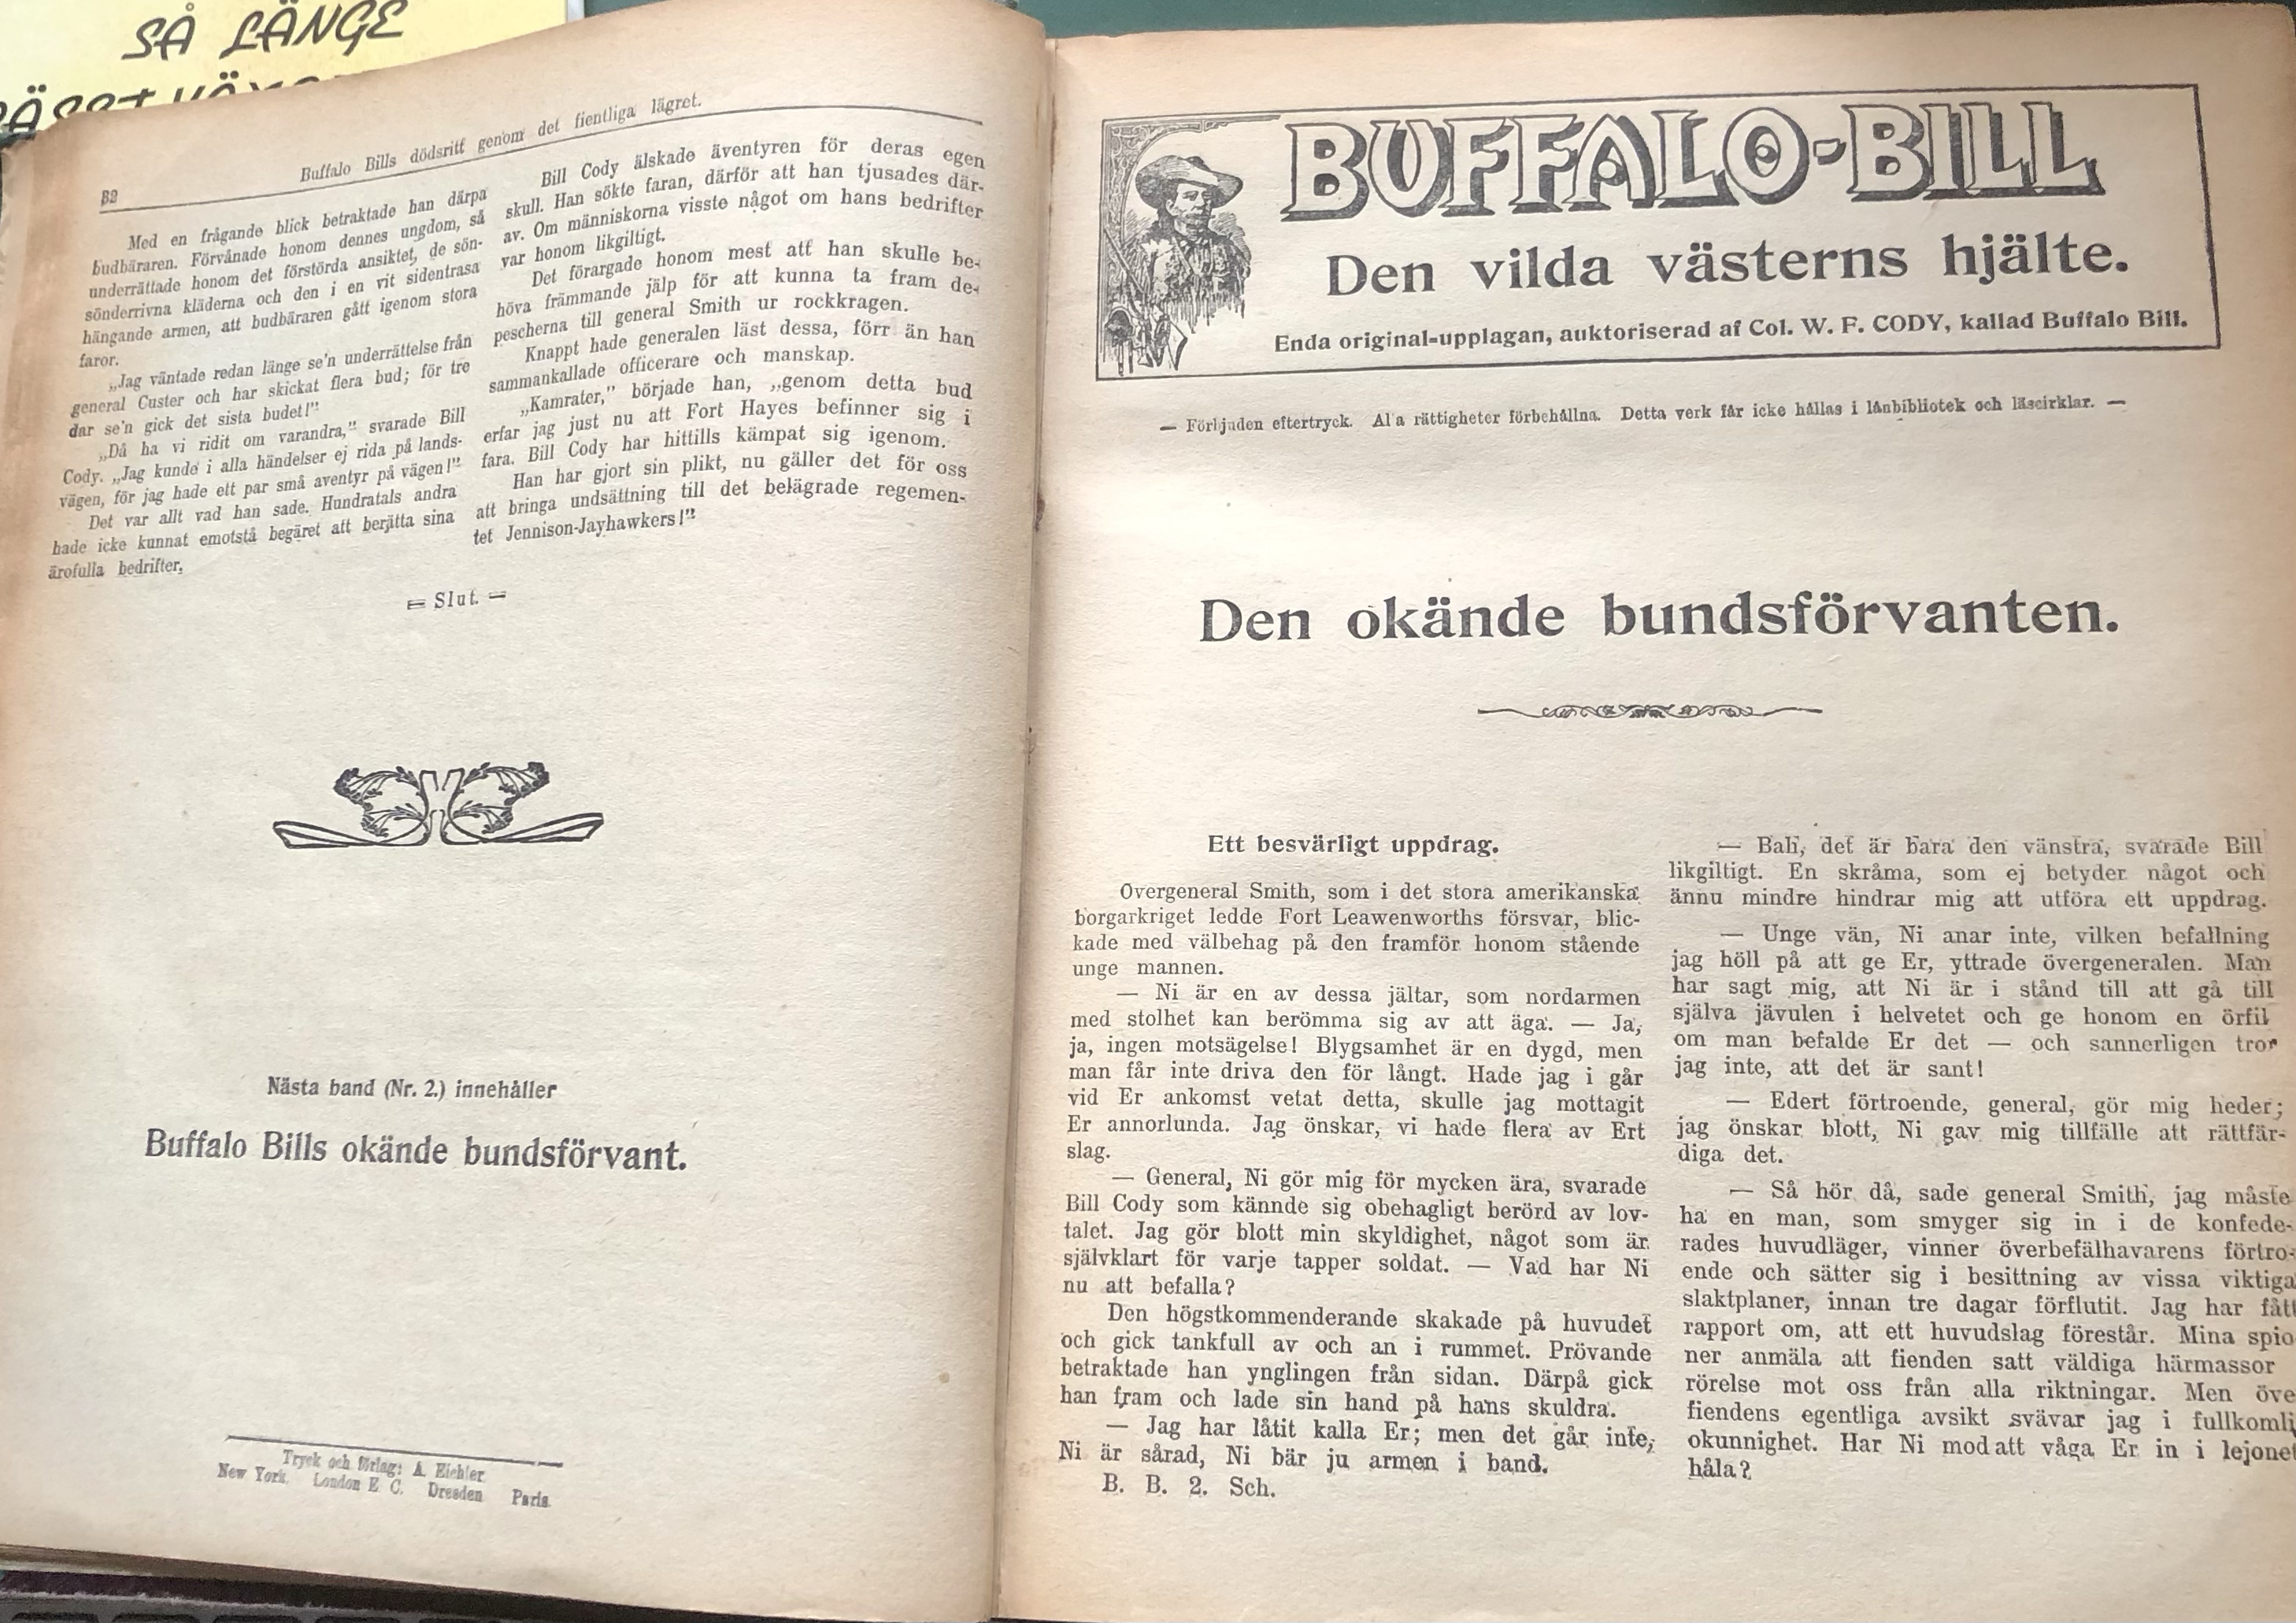 SÅ LÄNGE
32
Buffalo Bills dödsritt genom det fientliga lägret.
Med en frågande blick betraktade han därpa
budbäraren. Förvånade honom dennes ungdom, så
underrättade honom det förstörda ansiktet, de sön-
sönderrivna kläderna och den i en vit sidentrasa
hängande armen, att budbäraren gått igenom stora
faror.
„Jag väntade redan länge se'n underrättelse från
general Custer och har skickat flera bud; för tre
dar se'n gick det sista budet!"
„Då ha vi ridit om varandra," svarade Bill
Cody. „Jag kunde i alla händelser ej rida på lands-
vägen, för jag hade ett par små aventyr på vägen!"
Det var allt vad han sade. Hundratals andra
hade icke kunnat emotstå begäret att berätta sina
ärofulla bedrifter.
Bill Cody älskade äventyren för deras egen
skull. Han sökte faran, därför att han tjusades där-
av. Om människorna visste något om hans bedrifter
var honom likgiltigt.
Det förargade honom mest att han skulle be-
höva främmande jälp för att kunna ta fram de-
pescherna till general Smith ur rockkragen.
Knappt hade generalen läst dessa, förr än han
sammankallade officerare och manskap.
„Kamrater," började han, „genom detta bud
erfar jag just nu att Fort Hayes befinner sig i
fara. Bill Cody har hittills kämpat sig igenom.
Han har gjort sin plikt, nu gäller det för oss
att bringa undsättning till det belägrade regemen-
tet Jennison-Jayhawkers!"
= Slut. =
Nästa band (Nr. 2.) innehåller
Buffalo Bills okände bundsförvant.
Tryck och förlag: A. Eichler
New York. London E C. Dresden Paris
BUFFALO-BILL
Den vilda västerns hjälte.
Enda original-upplagan, auktoriserad af Col. W. F. CODY, kallad Buffalo Bill.
— Förbjuden eftertryck. Alla rättigheter förbehållna. Detta verk får icke hållas i lånbibliotek och läscirklar. —
Den okände bundsförvanten.
Ett besvärligt uppdrag.
Overgeneral Smith, som i det stora amerikanska
borgarkriget ledde Fort Leawenworths försvar, blic-
kade med välbehag på den framför honom stående
unge mannen.
— Ni är en av dessa jältar, som nordarmen
med stolhet kan berömma sig av att äga. — Ja,
ja, ingen motsägelse! Blygsamhet är en dygd, men
man får inte driva den för långt. Hade jag i går
vid Er ankomst vetat detta, skulle jag mottagit
Er annorlunda. Jag önskar, vi hade flera av Ert
slag.
— General, Ni gör mig för mycken ära, svarade
Bill Cody som kännde sig obehagligt berörd av lov-
talet. Jag gör blott min skyldighet, något som är
självklart för varje tapper soldat. — Vad har Ni
nu att befalla?
Den högstkommenderande skakade på huvudet
och gick tankfull av och an i rummet. Prövande
betraktade han ynglingen från sidan. Därpå gick
han fram och lade sin hand på hans skuldra.
— Jag har låtit kalla Er; men det går inte,
Ni är sårad, Ni bär ju armen i band.
B. B. 2. Sch.
— Bah, det är bara den vänstra, svarade Bill
likgiltigt. En skråma, som ej betyder något och
ännu mindre hindrar mig att utföra ett uppdrag.
— Unge vän, Ni anar inte, vilken befallning
jag höll på att ge Er, yttrade övergeneralen. Man
har sagt mig, att Ni är i stånd till att gå till
själva jävulen i helvetet och ge honom en örfil
om man befalde Er det — och sannerligen tror
jag inte, att det är sant!
— Edert förtroende, general, gör mig heder;
jag önskar blott, Ni gav mig tillfälle att rättfär-
diga det.
— Så hör då, sade general Smith, jag måste
ha en man, som smyger sig in i de konfede-
rades huvudläger, vinner överbefälhavarens förtro-
ende och sätter sig i besittning av vissa viktiga
slaktplaner, innan tre dagar förflutit. Jag har fått
rapport om, att ett huvudslag förestår. Mina spio
ner anmäla att fienden satt väldiga härmassor
rörelse mot oss från alla riktningar. Men öve
fiendens egentliga avsikt svävar jag i fullkomli
okunnighet. Har Ni mod att våga Er in i lejonet
håla?